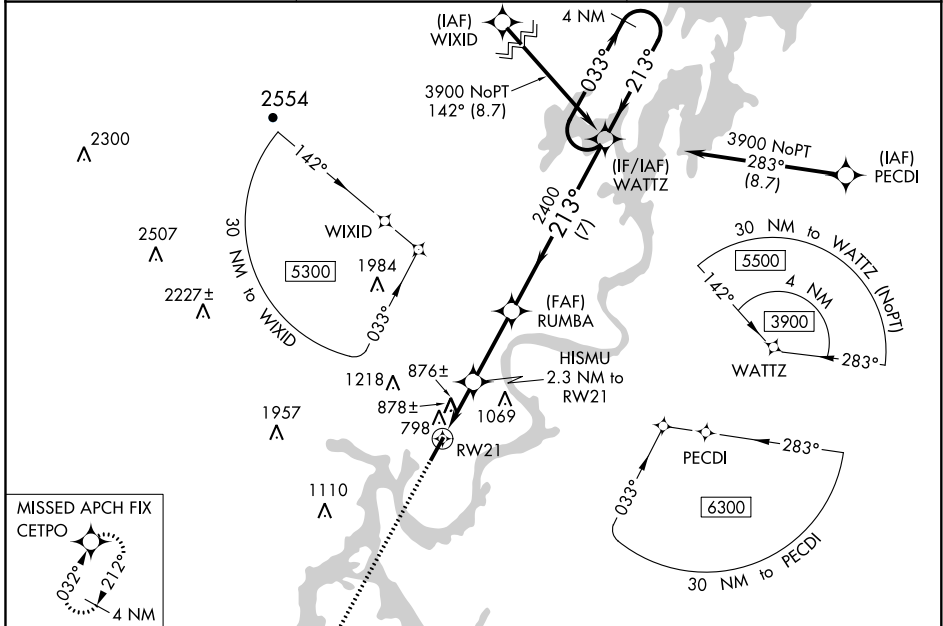 (IAF)
WIXID
4 NM
033°
213°
3900 NoPT
142° (8.7)
2554
2300
142°
WIXID
30 NM to WIXID
5300
1984
033°
2507
2227±
(IF/IAF)
WATTZ
3900 NoPT
283°
(8.7)
(IAF)
PECDI
2400
213°
(7)
30 NM to WATTZ (NoPT)
5500
4 NM
142°
3900
283°
WATTZ
(FAF)
RUMBA
HISMU
2.3 NM to
RW21
1218
876±
878±
798
1069
1957
RW21
1110
PECDI
283°
033°
6300
30 NM to PECDI
MISSED APCH FIX
CETPO
032°
212°
4 NM